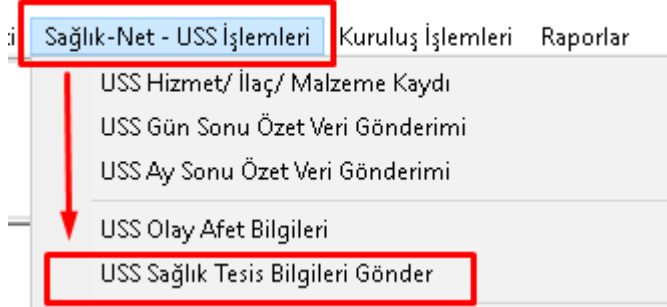 Sağlık-Net - USS İşlemleri Kuruluş İşlemleri Raporlar
USS Hizmet/ İlaç/ Malzeme Kaydı
USS Gün Sonu Özet Veri Gönderimi
USS Ay Sonu Özet Veri Gönderimi
USS Olay Afet Bilgileri
USS Sağlık Tesis Bilgileri Gönder